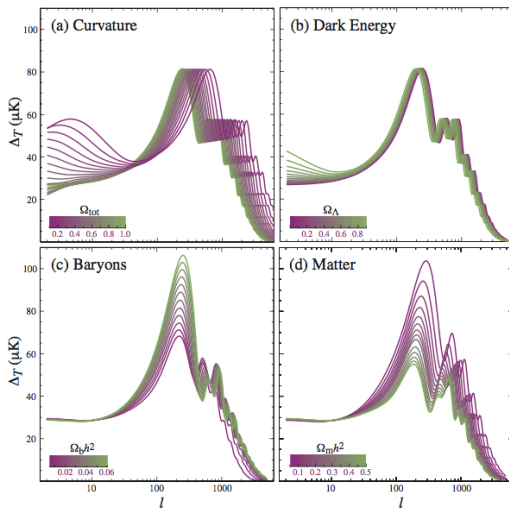 (a) Curvature
(b) Dark Energy
100
80
60
40
20
Δ_T (μK)
Ω_tot
0.2 0.4 0.6 0.8 1.0
Ω_Λ
0.2 0.4 0.6 0.8
(c) Baryons
(d) Matter
100
80
60
40
20
Δ_T (μK)
Ω_b h²
0.02 0.04 0.06
Ω_m h²
0.1 0.2 0.3 0.4 0.5
10 100 1000
10 100 1000
l
l